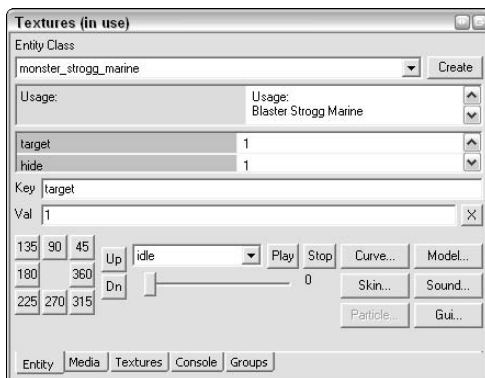 Textures (in use)
Entity Class
monster_strogg_marine Create
Usage: Usage:
Blaster Strogg Marine
target 1
hide 1
Key target
Val 1 X
135 90 45
Up idle Play Stop Curve... Model...
180 360
Dn 0 Skin... Sound...
225 270 315
Particle... Gui...
Entity Media Textures Console Groups